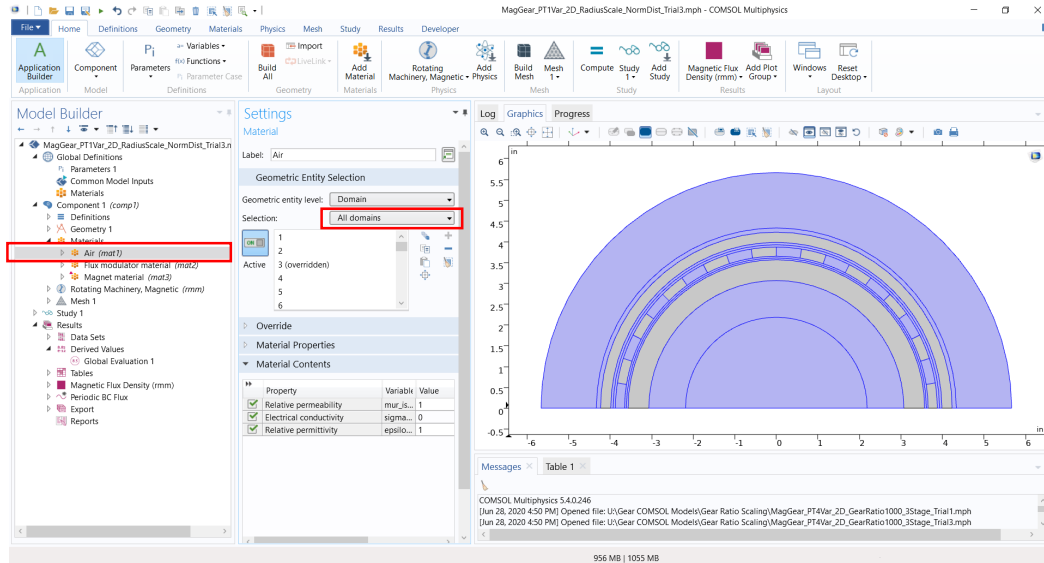 MagGear_PT1Var_2D_RadiusScale_NormDist_Trial3.mph - COMSOL Multiphysics
File Home Definitions Geometry Materials Physics Mesh Study Results Developer
Application Builder
Component
Parameters
Variables
Functions
Parameter Case
Build All
Import
LiveLink
Add Material
Rotating Machinery, Magnetic
Add Physics
Build Mesh
Mesh 1
Compute
Study 1
Add Study
Magnetic Flux Density (rmm)
Add Plot Group
Windows
Reset Desktop
Application Model Definitions Geometry Materials Physics Mesh Study Results Layout
Model Builder
MagGear_PT1Var_2D_RadiusScale_NormDist_Trial3.n
Global Definitions
Parameters 1
Common Model Inputs
Materials
Component 1 (comp1)
Definitions
Geometry 1
Materials
Air (mat1)
Flux modulator material (mat2)
Magnet material (mat3)
Rotating Machinery, Magnetic (rmm)
Mesh 1
Study 1
Results
Data Sets
Derived Values
Global Evaluation 1
Tables
Magnetic Flux Density (rmm)
Periodic BC Flux
Export
Reports
Settings
Material
Label: Air
Geometric Entity Selection
Geometric entity level: Domain
Selection: All domains
Active
1
2
3 (overridden)
4
5
6
Override
Material Properties
Material Contents
Property Variable Value
Relative permeability mur_is... 1
Electrical conductivity sigma... 0
Relative permittivity epsilo... 1
Log Graphics Progress
in
6
5.5
5
4.5
4
3.5
3
2.5
2
1.5
1
0.5
0
-0.5
in
-6 -5 -4 -3 -2 -1 0 1 2 3 4 5 6
Messages Table 1
COMSOL Multiphysics 5.4.0.246
[Jun 28, 2020 4:50 PM] Opened file: U:\Gear COMSOL Models\Gear Ratio Scaling\MagGear_PT4Var_2D_GearRatio1000_3Stage_Trial1.mph
[Jun 28, 2020 4:50 PM] Opened file: U:\Gear COMSOL Models\Gear Ratio Scaling\MagGear_PT4Var_2D_GearRatio1000_3Stage_Trial3.mph
956 MB | 1055 MB